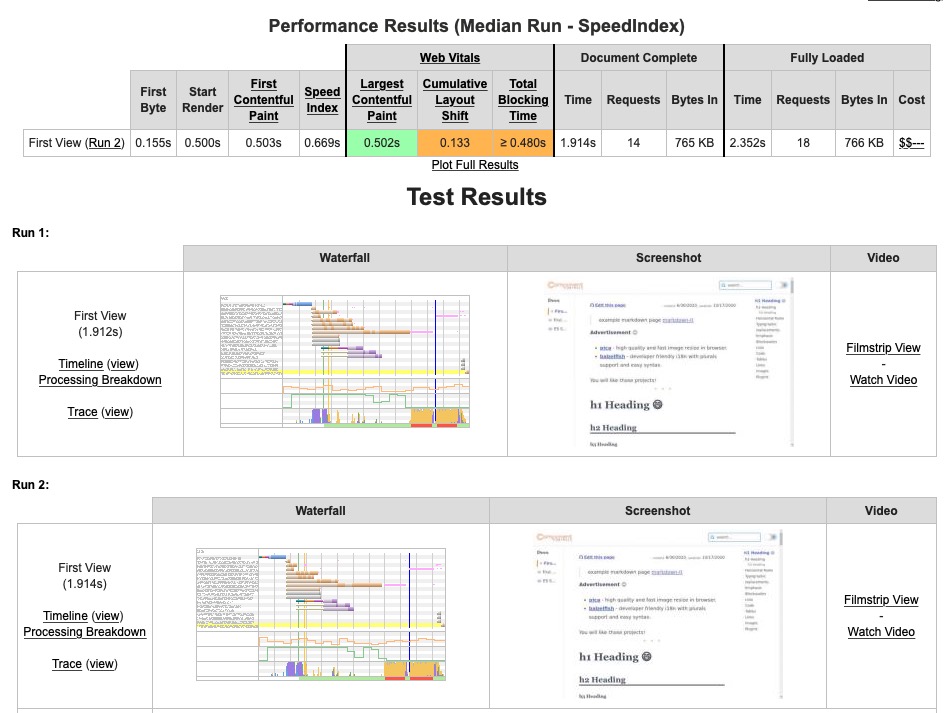 Performance Results (Median Run - SpeedIndex)
Web Vitals Document Complete Fully Loaded
First Byte Start Render First Contentful Paint Speed Index Largest Contentful Paint Cumulative Layout Shift Total Blocking Time Time Requests Bytes In Time Requests Bytes In Cost
First View (Run 2) 0.155s 0.500s 0.503s 0.669s 0.502s 0.133 ≥ 0.480s 1.914s 14 765 KB 2.352s 18 766 KB $$---
Plot Full Results
Test Results
Run 1:
Waterfall Screenshot Video
First View
(1.912s)
Timeline (view)
Processing Breakdown
Trace (view)
search...
Edit this page
example markdown page markdown-it
Advertisement
pica - high quality and fast image resize in browser.
babelfish - developer friendly i18n with plurals
support and easy syntax.
You will like those projects!
h1 Heading
h2 Heading
h3 Heading
Filmstrip View
-
Watch Video
Run 2:
Waterfall Screenshot Video
First View
(1.914s)
Timeline (view)
Processing Breakdown
Trace (view)
search...
Edit this page
example markdown page markdown-it
Advertisement
pica - high quality and fast image resize in browser.
babelfish - developer friendly i18n with plurals
support and easy syntax.
You will like those projects!
h1 Heading
h2 Heading
h3 Heading
Filmstrip View
-
Watch Video